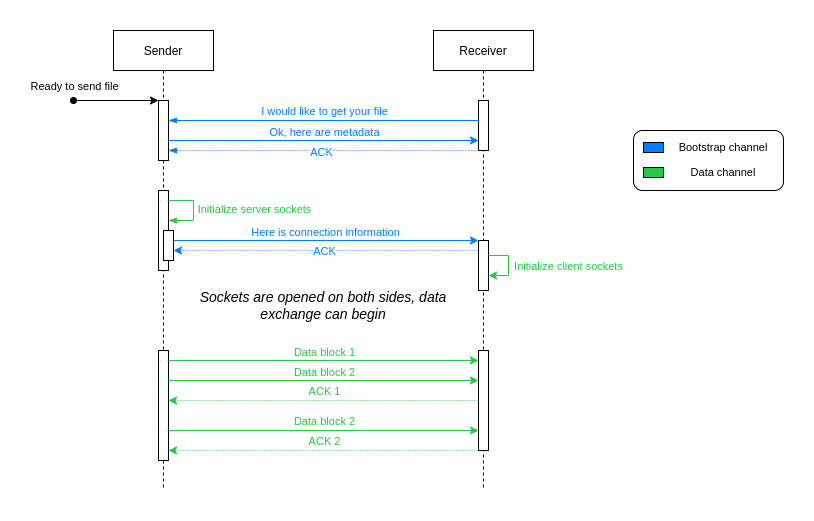 Sender
Receiver
Ready to send file
I would like to get your file
Ok, here are metadata
ACK
Bootstrap channel
Data channel
Initialize server sockets
Here is connection information
ACK
Initialize client sockets
Sockets are opened on both sides, data
exchange can begin
Data block 1
Data block 2
ACK 1
Data block 2
ACK 2